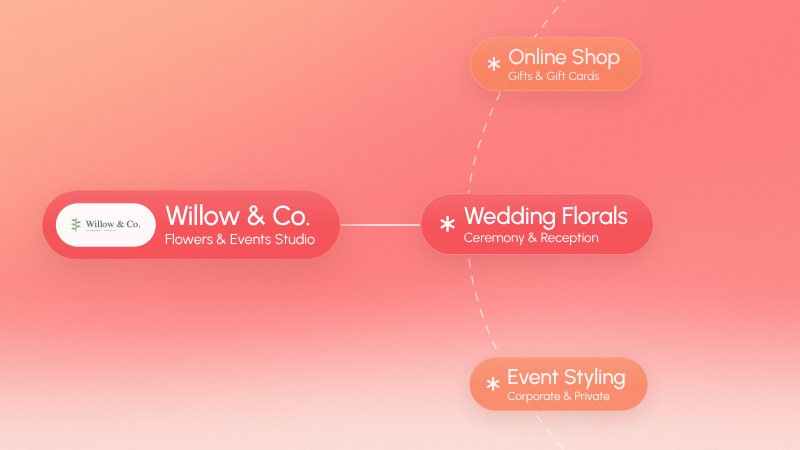 Online Shop
Gifts & Gift Cards
Willow & Co.
Willow & Co.
Flowers & Events Studio
Wedding Florals
Ceremony & Reception
Event Styling
Corporate & Private